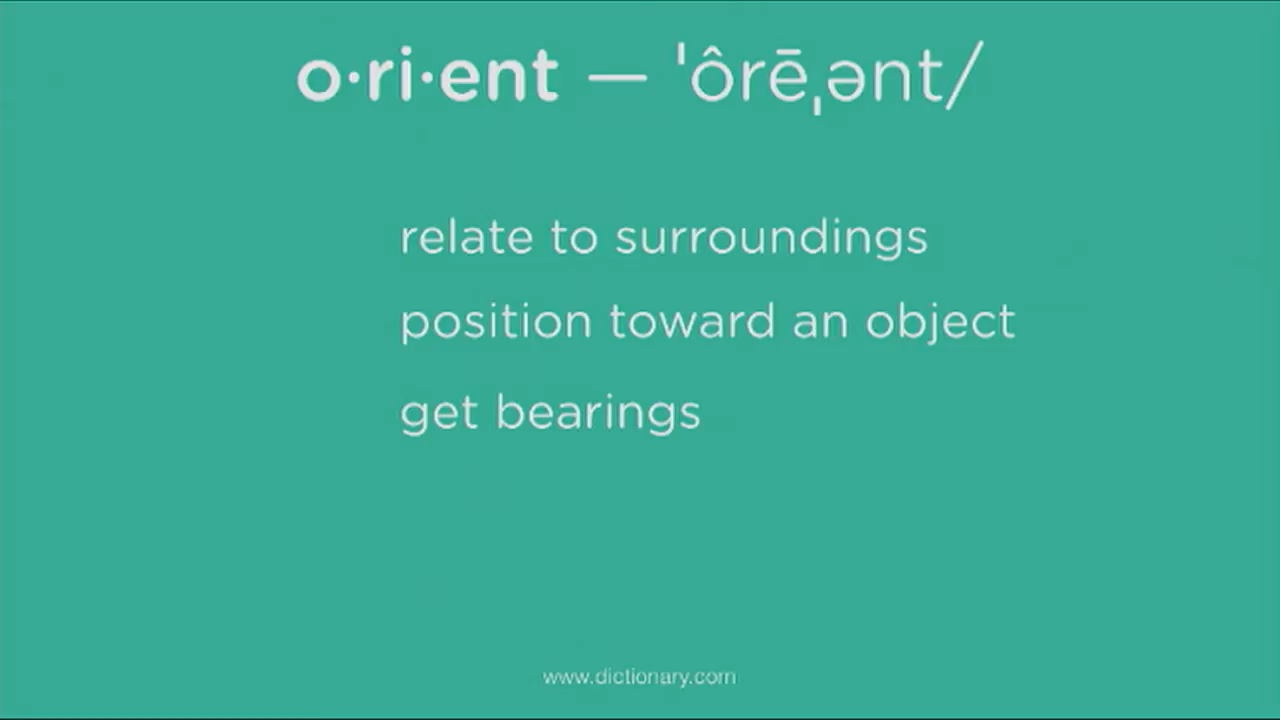 o·ri·ent — ˈôrēˌənt/
relate to surroundings
position toward an object
get bearings
www.dictionary.com